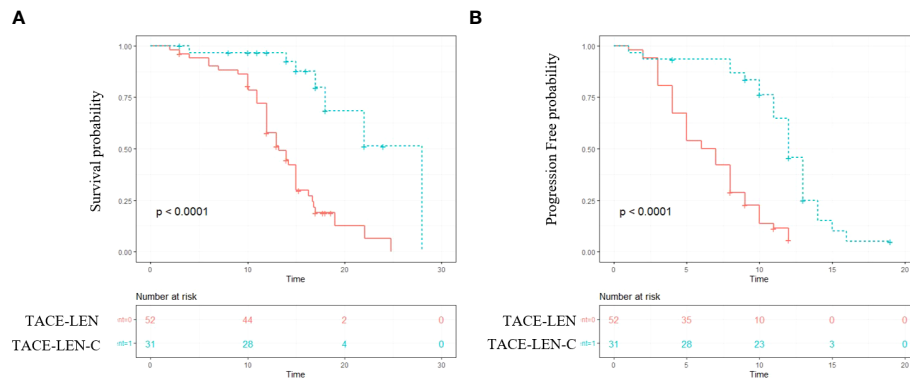 A
B
Survival probability
1.00
0.75
0.50
0.25
0.00
p < 0.0001
0 10 20 30
Time
Progression Free probability
1.00
0.75
0.50
0.25
0.00
p < 0.0001
0 5 10 15 20
Time
Number at risk
TACE-LEN 52 44 2 0
TACE-LEN-C 31 28 4 0
0 10 20 30
Time
Number at risk
TACE-LEN 52 35 10 0 0
TACE-LEN-C 31 28 23 3 0
0 5 10 15 20
Time